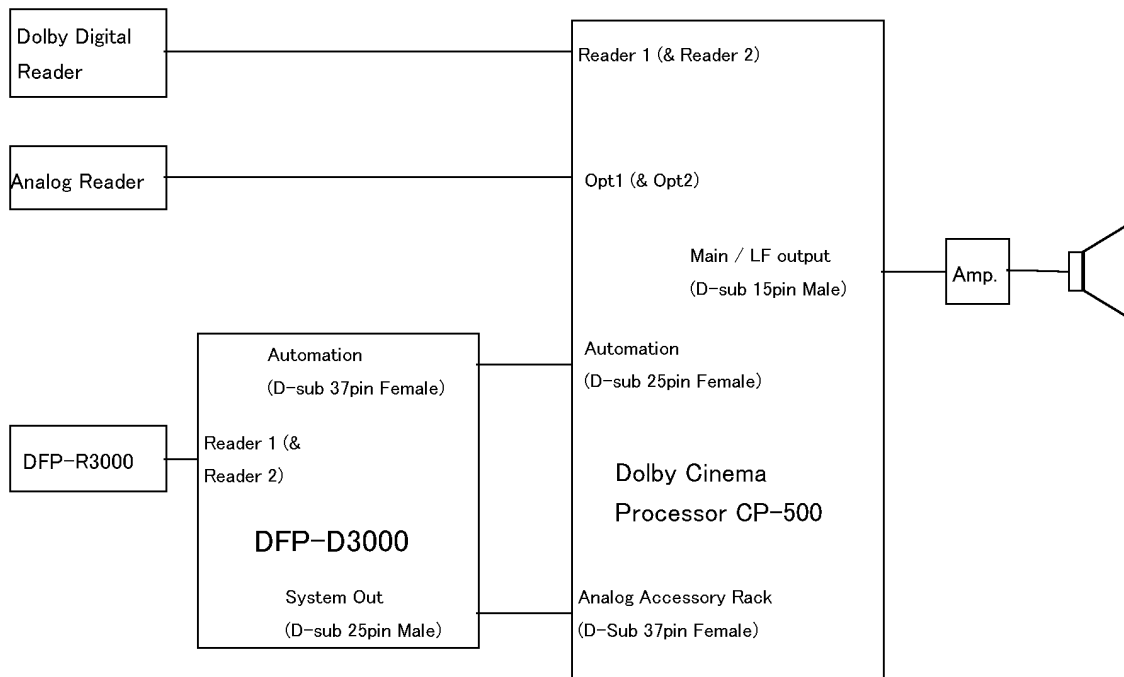 Dolby Digital
Reader
Reader 1 (& Reader 2)
Analog Reader
Opt1 (& Opt2)
Main / LF output
(D-sub 15pin Male)
Amp.
Automation
(D-sub 37pin Female)
Automation
(D-sub 25pin Female)
DFP-R3000
Reader 1 (&
Reader 2)
DFP-D3000
Dolby Cinema
Processor CP-500
System Out
(D-sub 25pin Male)
Analog Accessory Rack
(D-Sub 37pin Female)